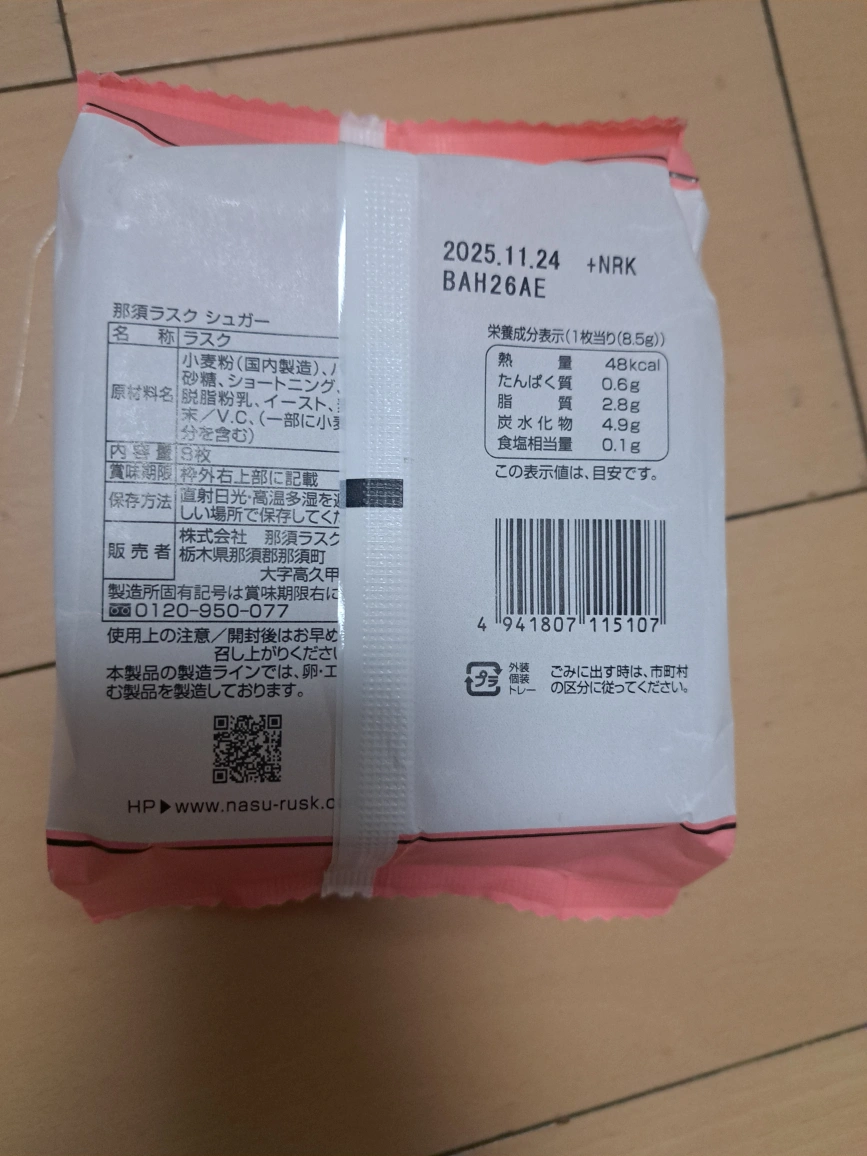 2025.11.24 +NRK
BAH26AE
那須ラスク シュガー
名 称 ラスク
原材料名 小麦粉(国内製造)、
砂糖、ショートニング、
脱脂粉乳、イースト、
末/V.C.、(一部に小麦
分を含む)
内容量 8枚
賞味期限 枠外右上部に記載
保存方法 直射日光・高温多湿を
しい場所で保存してくだ
販売者 株式会社 那須ラスク
栃木県那須郡那須町
大字高久甲
製造所固有記号は賞味期限右に
0120-950-077
使用上の注意/開封後はお早め
召し上がりください
本製品の製造ラインでは、卵・エ
む製品を製造しております。
HP▶www.nasu-rusk.c
栄養成分表示(1枚当り(8.5g))
熱量 48kcal
たんぱく質 0.6g
脂質 2.8g
炭水化物 4.9g
食塩相当量 0.1g
この表示値は、目安です。
4 941807 115107
プラ
外装
個装
トレー
ごみに出す時は、市町村
の区分に従ってください。